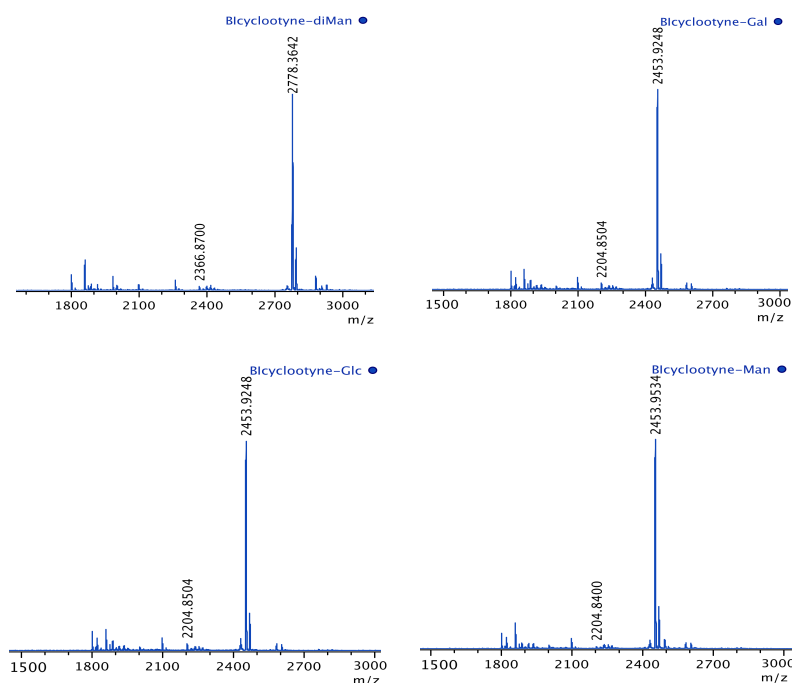 BIcyclootyne-diMan
2778.3642
2366.8700
1800 2100 2400 2700 3000
m/z
BIcyclootyne-Gal
2453.9248
2204.8504
1500 1800 2100 2400 2700 3000
m/z
BIcyclootyne-Glc
2453.9248
2204.8504
1500 1800 2100 2400 2700 3000
m/z
BIcyclootyne-Man
2453.9534
2204.8400
1500 1800 2100 2400 2700 3000
m/z